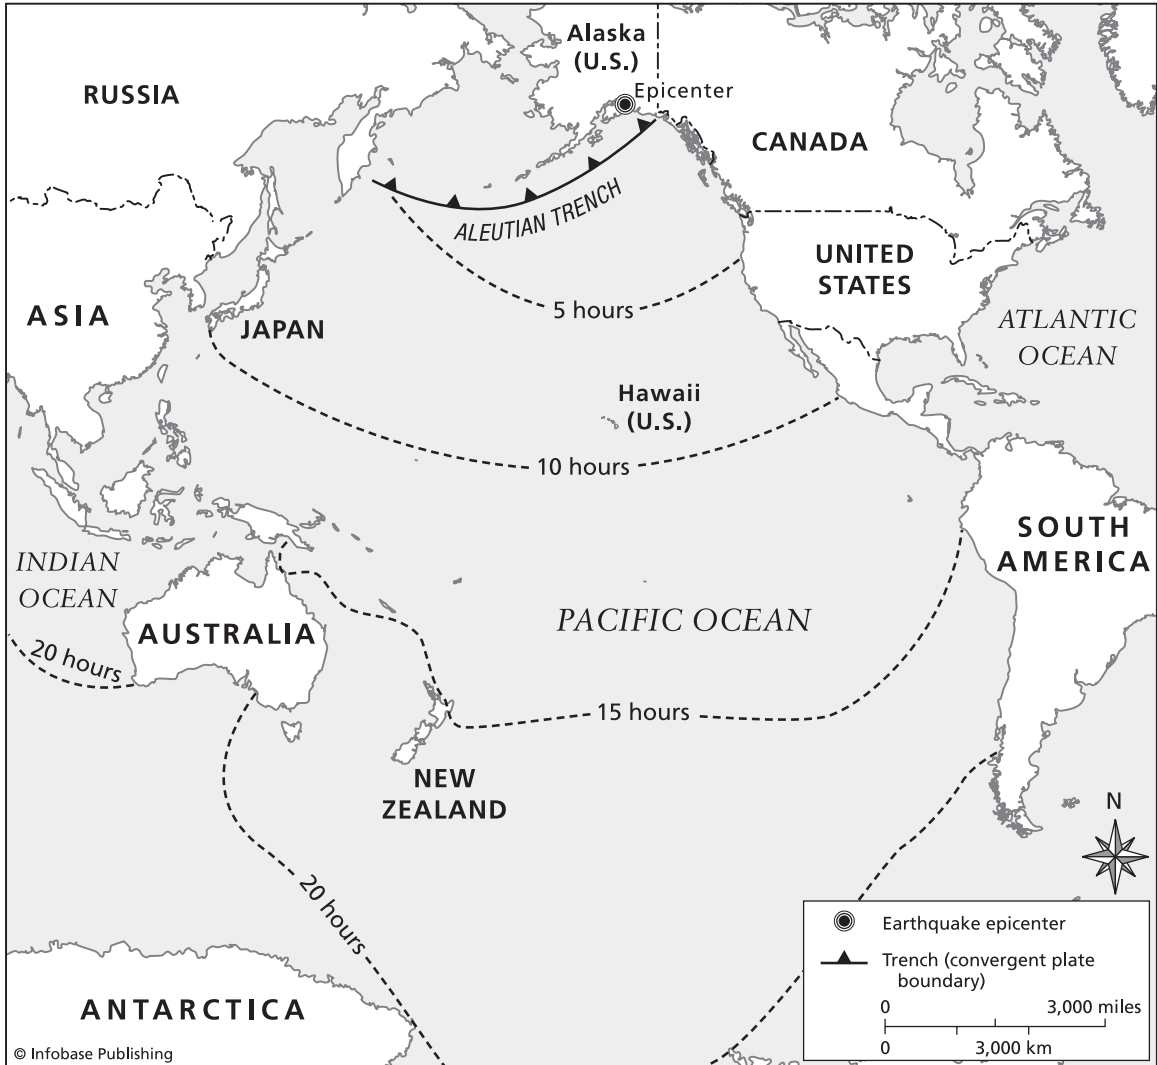 Alaska
(U.S.)
Epicenter
RUSSIA
CANADA
ALEUTIAN TRENCH
UNITED
STATES
5 hours
ASIA
JAPAN
ATLANTIC
OCEAN
Hawaii
(U.S.)
10 hours
SOUTH
AMERICA
INDIAN
OCEAN
PACIFIC OCEAN
AUSTRALIA
20 hours
15 hours
NEW
ZEALAND
N
20 hours
Earthquake epicenter
Trench (convergent plate
boundary)
0 3,000 miles
0 3,000 km
ANTARCTICA
© Infobase Publishing